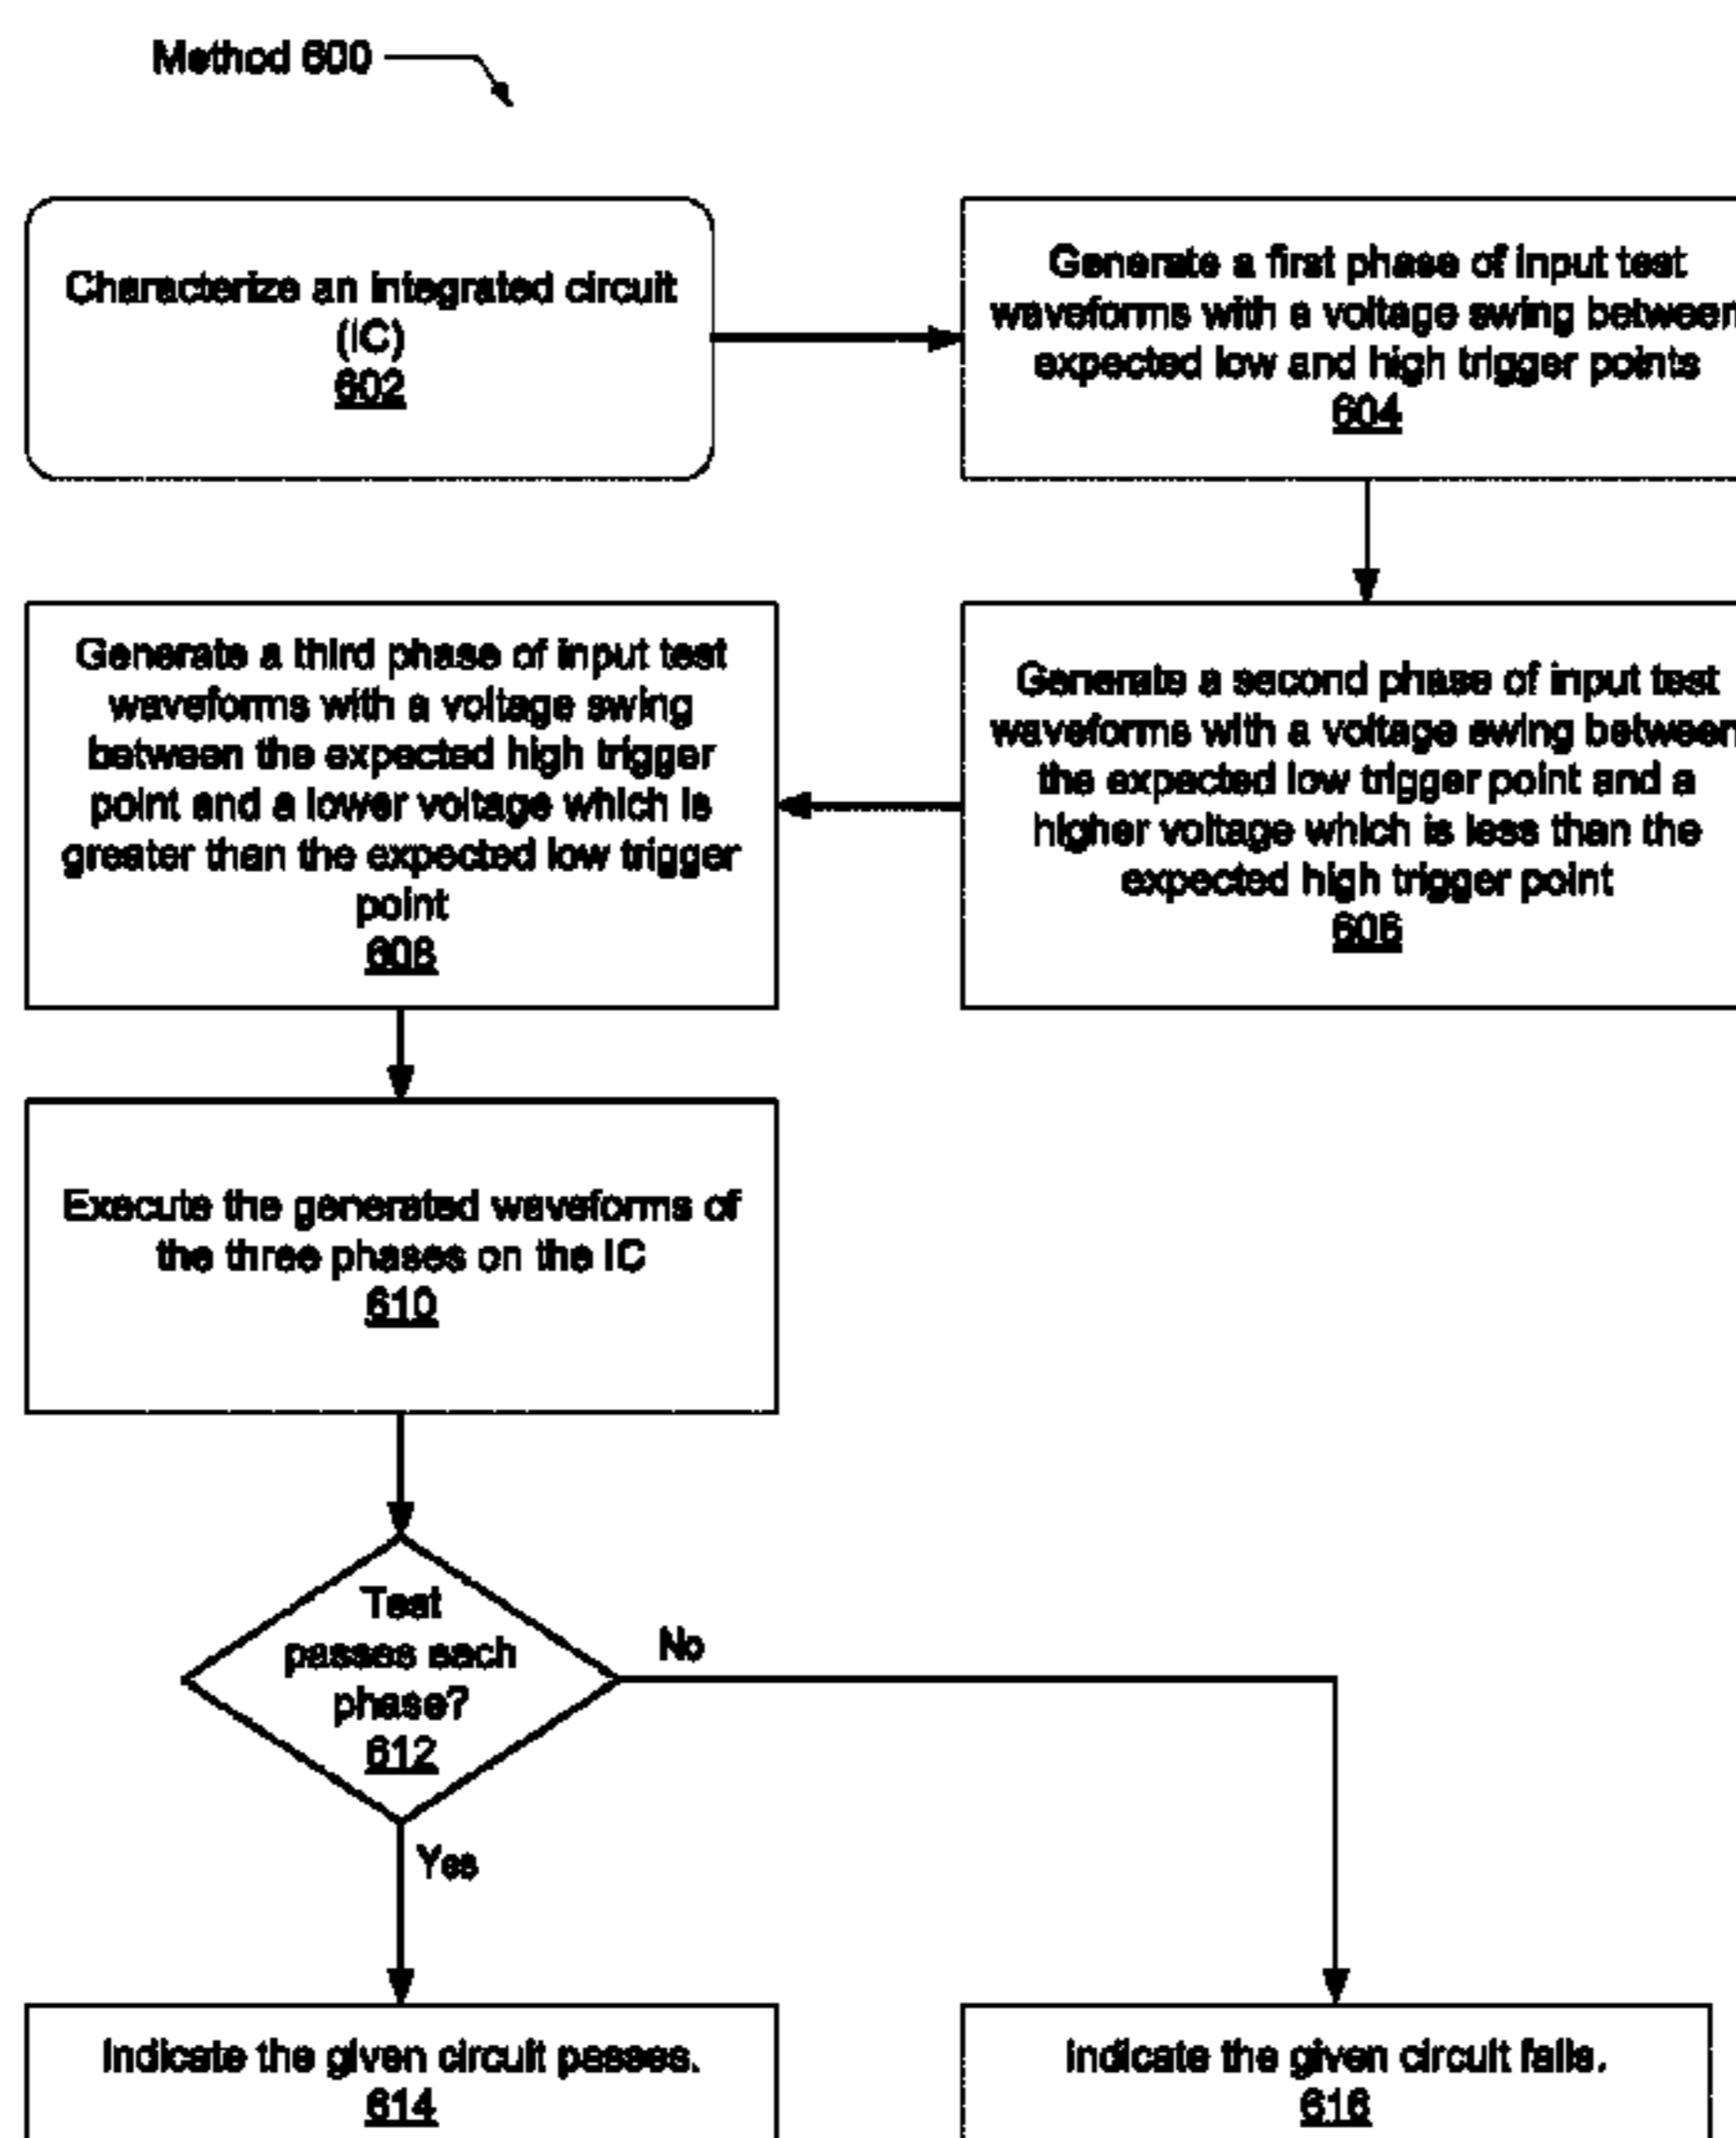 Method 600
Characterize an integrated circuit
(IC)
602
Generate a first phase of input test
waveforms with a voltage swing between
expected low and high trigger points
604
Generate a second phase of input test
waveforms with a voltage swing between
the expected low trigger point and a
higher voltage which is less than the
expected high trigger point
606
Generate a third phase of input test
waveforms with a voltage swing
between the expected high trigger
point and a lower voltage which is
greater than the expected low trigger
point
608
Execute the generated waveforms of
the three phases on the IC
610
Test
passes each
phase?
612
No
Yes
Indicate the given circuit passes.
614
Indicate the given circuit fails.
616